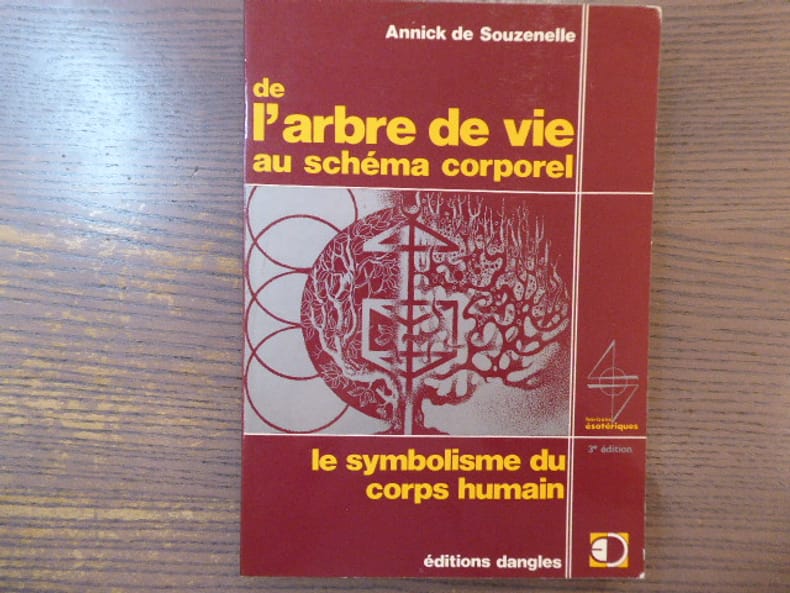 Annick de Souzenelle
de
l'arbre de vie
au schéma corporel
horizons
ésotériques
3e édition
le symbolisme du
corps humain
éditions dangles